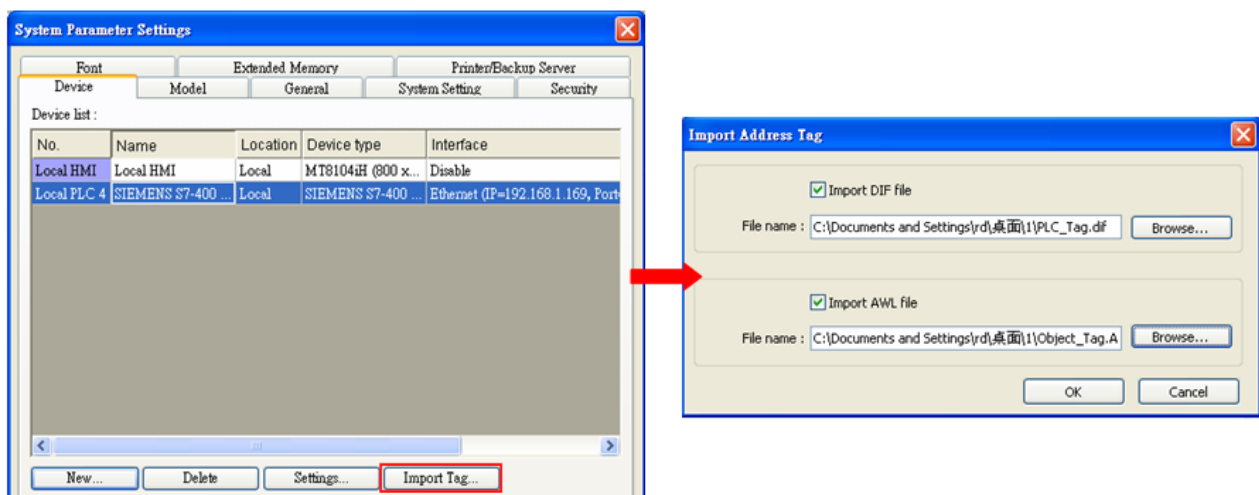 System Parameter Settings
Font Extended Memory Printer/Backup Server
Device Model General System Setting Security
Device list :
No. Name Location Device type Interface
Local HMI Local HMI Local MT8104iH (800 x... Disable
Local PLC 4 SIEMENS S7-400 ... Local SIEMENS S7-400 ... Ethernet (IP=192.168.1.169, Port=
New... Delete Settings... Import Tag...
Import Address Tag
Import DIF file
File name : C:\Documents and Settings\rd\桌面\1\PLC_Tag.dif Browse...
Import AWL file
File name : C:\Documents and Settings\rd\桌面\1\Object_Tag.A Browse...
OK Cancel